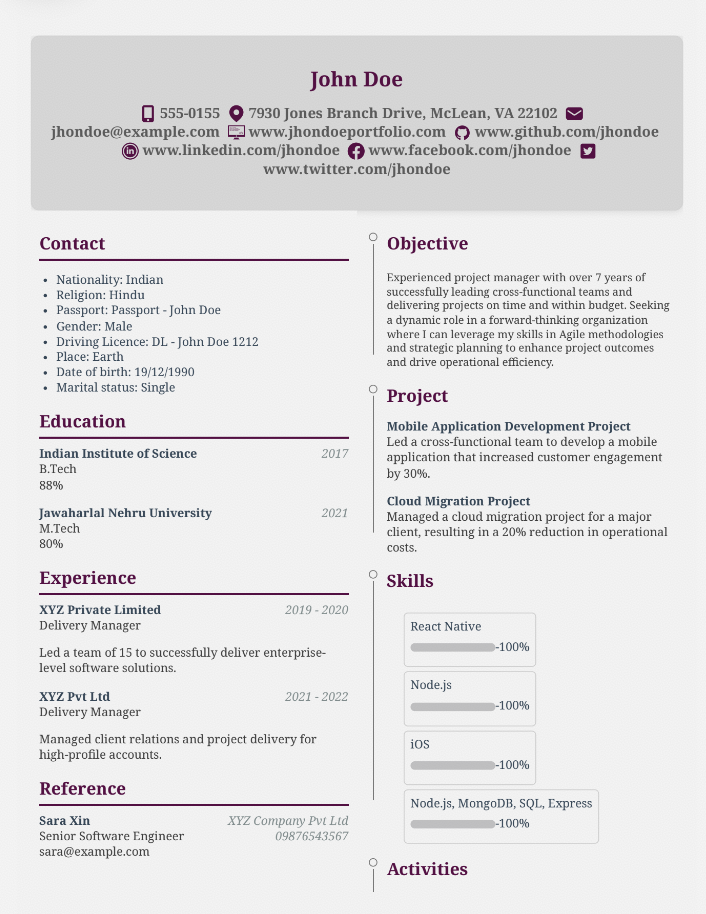 John Doe
555-0155 7930 Jones Branch Drive, McLean, VA 22102
jhondoe@example.com www.jhondoeportfolio.com www.github.com/jhondoe
www.linkedin.com/jhondoe www.facebook.com/jhondoe
www.twitter.com/jhondoe
Contact
• Nationality: Indian
• Religion: Hindu
• Passport: Passport - John Doe
• Gender: Male
• Driving Licence: DL - John Doe 1212
• Place: Earth
• Date of birth: 19/12/1990
• Marital status: Single
Education
Indian Institute of Science 2017
B.Tech
88%
Jawaharlal Nehru University 2021
M.Tech
80%
Experience
XYZ Private Limited 2019 - 2020
Delivery Manager
Led a team of 15 to successfully deliver enterprise-
level software solutions.
XYZ Pvt Ltd 2021 - 2022
Delivery Manager
Managed client relations and project delivery for
high-profile accounts.
Reference
Sara Xin XYZ Company Pvt Ltd
Senior Software Engineer 09876543567
sara@example.com
Objective
Experienced project manager with over 7 years of
successfully leading cross-functional teams and
delivering projects on time and within budget. Seeking
a dynamic role in a forward-thinking organization
where I can leverage my skills in Agile methodologies
and strategic planning to enhance project outcomes
and drive operational efficiency.
Project
Mobile Application Development Project
Led a cross-functional team to develop a mobile
application that increased customer engagement
by 30%.
Cloud Migration Project
Managed a cloud migration project for a major
client, resulting in a 20% reduction in operational
costs.
Skills
React Native
-100%
Node.js
-100%
iOS
-100%
Node.js, MongoDB, SQL, Express
-100%
Activities